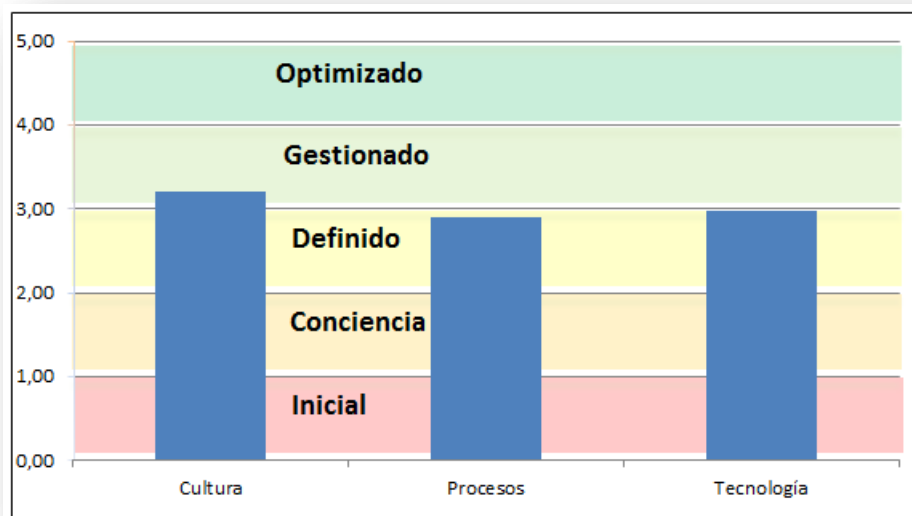 5,00
Optimizado
4,00
Gestionado
3,00
Definido
2,00
Conciencia
1,00
Inicial
0,00
Cultura Procesos Tecnología